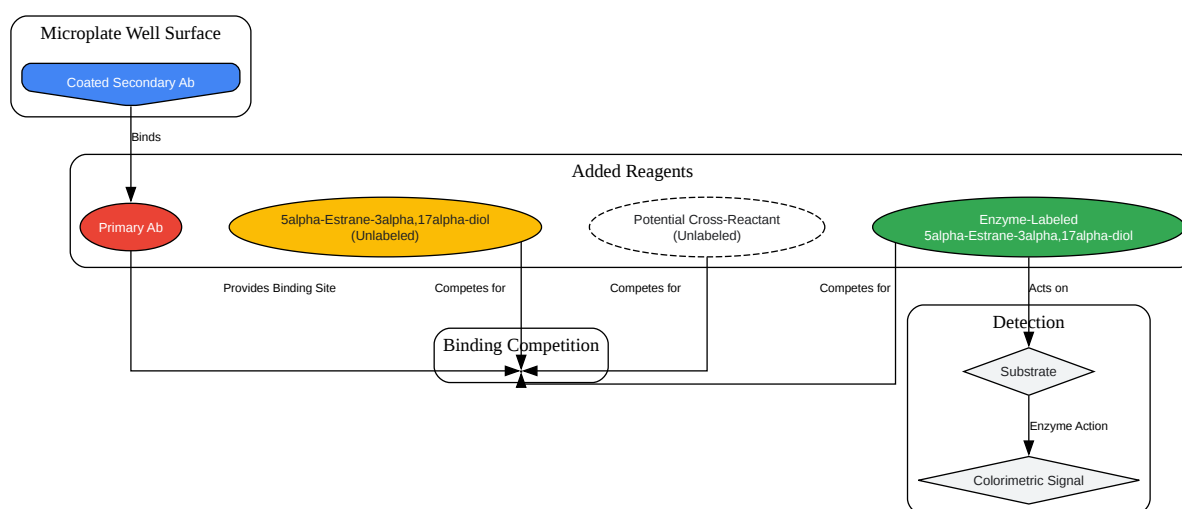 Microplate Well Surface
Coated Secondary Ab
Binds
Added Reagents
Primary Ab
5alpha-Estrane-3alpha,17alpha-diol
(Unlabeled)
Potential Cross-Reactant
(Unlabeled)
Enzyme-Labeled
5alpha-Estrane-3alpha,17alpha-diol
Provides Binding Site
Competes for
Competes for
Competes for
Acts on
Binding Competition
Detection
Substrate
Enzyme Action
Colorimetric Signal